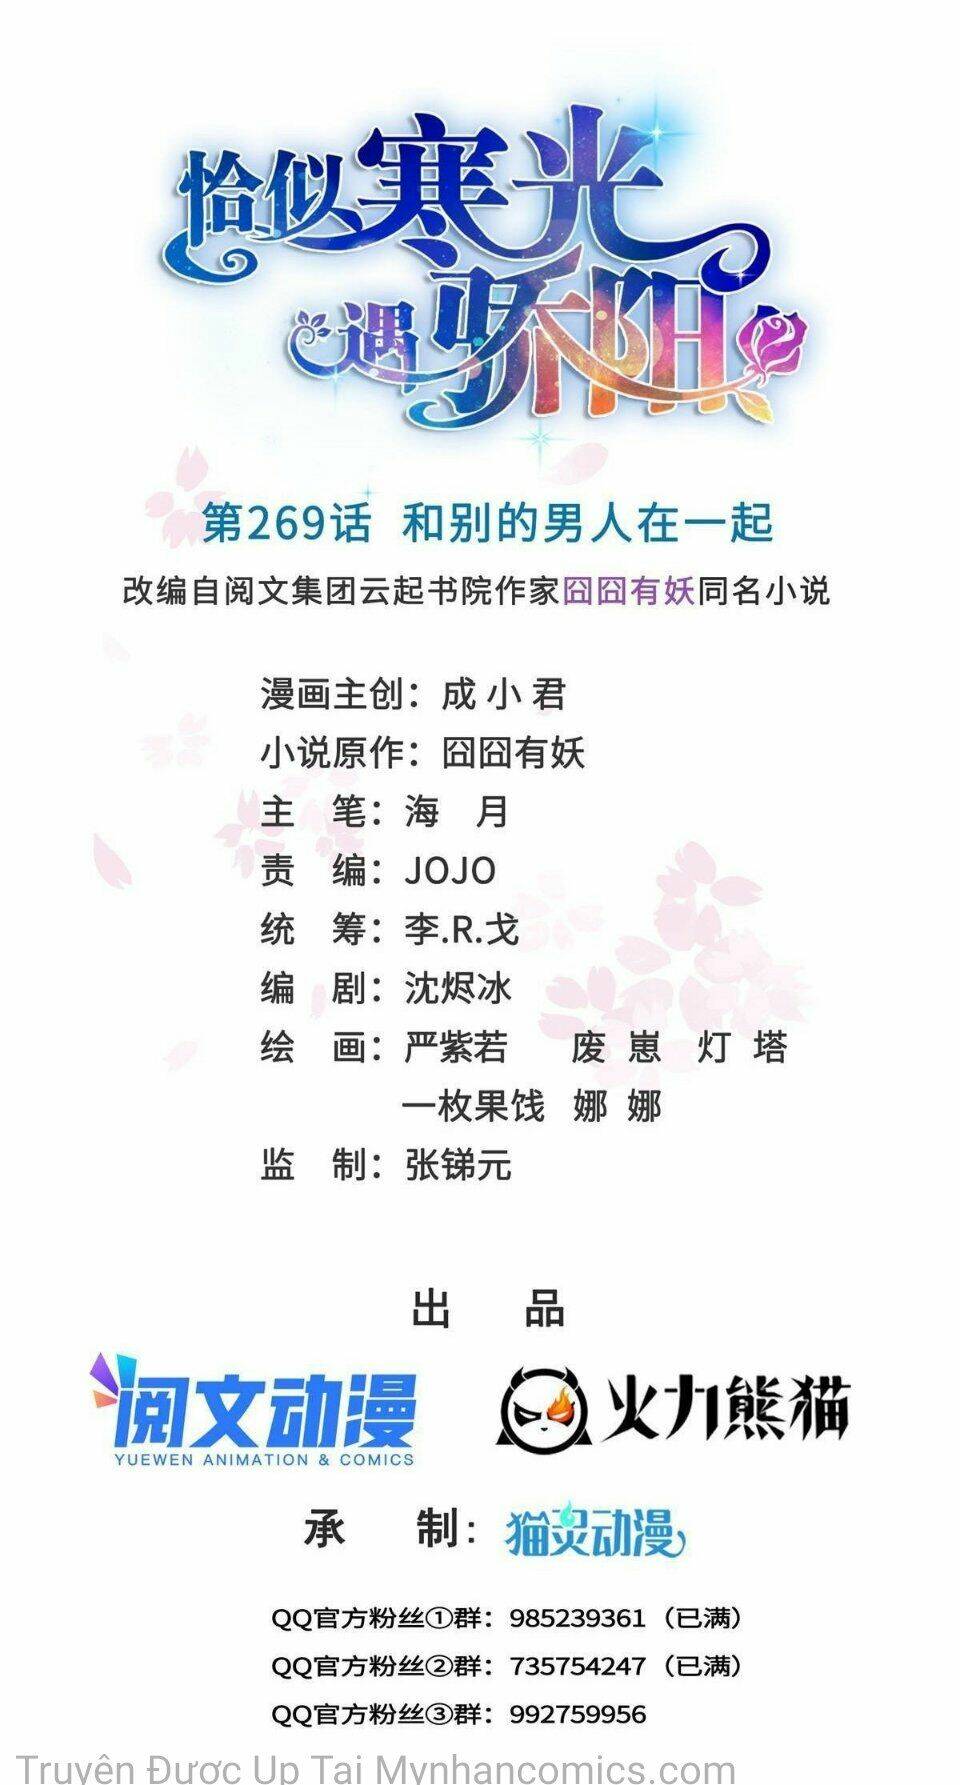 恰似寒光
遇骄阳
第269话 和别的男人在一起
改编自阅文集团云起书院作家囧囧有妖同名小说
漫画主创：成 小 君
小说原作：囧囧有妖
主 笔：海 月
责 编：JOJO
统 筹：李.R.戈
编 剧：沈烬冰
绘 画：严紫若 废 崽 灯 塔
一枚果饯 娜 娜
监 制：张锑元
出 品
阅文动漫
YUEWEN ANIMATION & COMICS
火力熊猫
承 制：猫灵动漫
QQ官方粉丝①群：985239361（已满）
QQ官方粉丝②群：735754247（已满）
QQ官方粉丝③群：992759956
Truyện Được Up Tại Mynhancomics.com